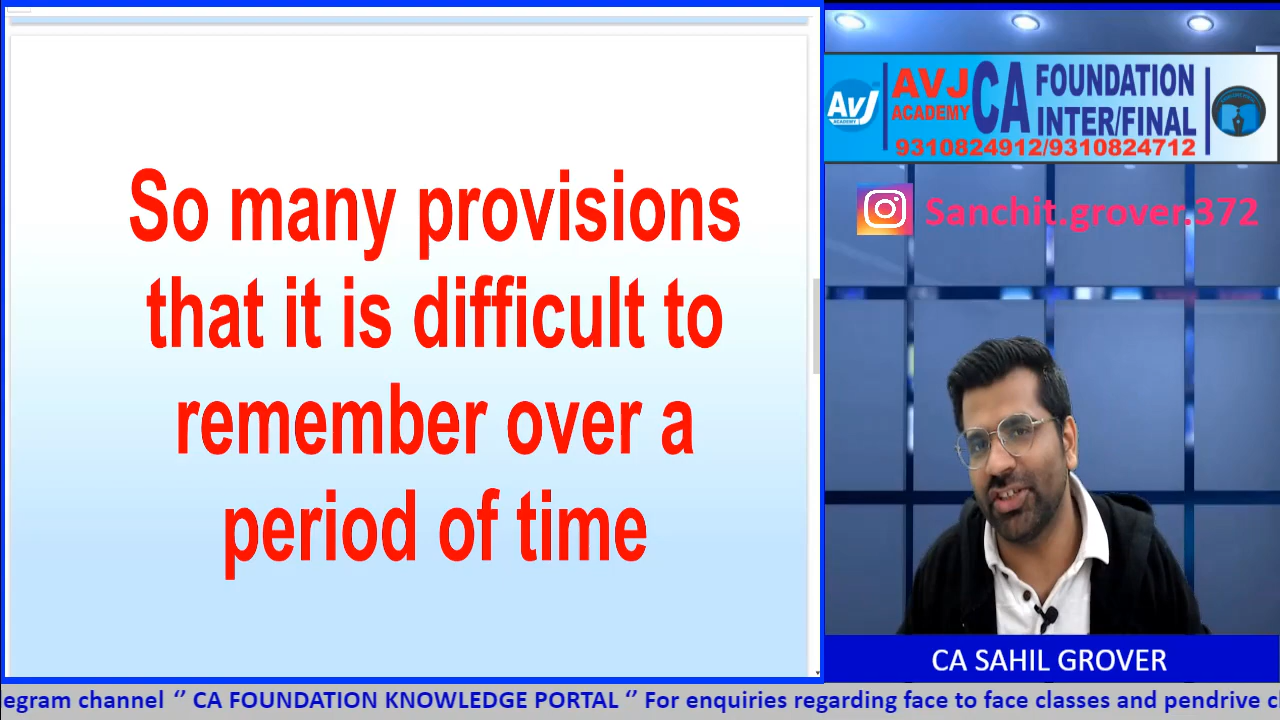 So many provisions
that it is difficult to
remember over a
period of time
AvJ
ACADEMY
AVJ
ACADEMY
CA
FOUNDATION
INTER/FINAL
9310824912/9310824712
Sanchit.grover.372
CA SAHIL GROVER
egram channel ‘’ CA FOUNDATION KNOWLEDGE PORTAL ‘’ For enquiries regarding face to face classes and pendrive c